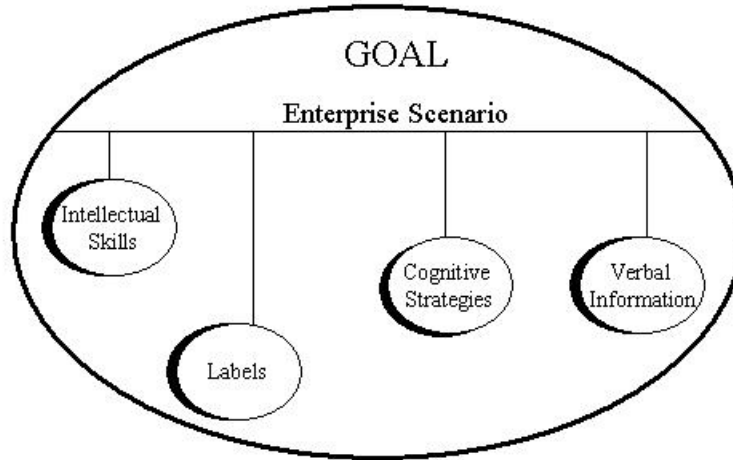 GOAL
Enterprise Scenario
Intellectual
Skills
Cognitive
Strategies
Verbal
Information
Labels